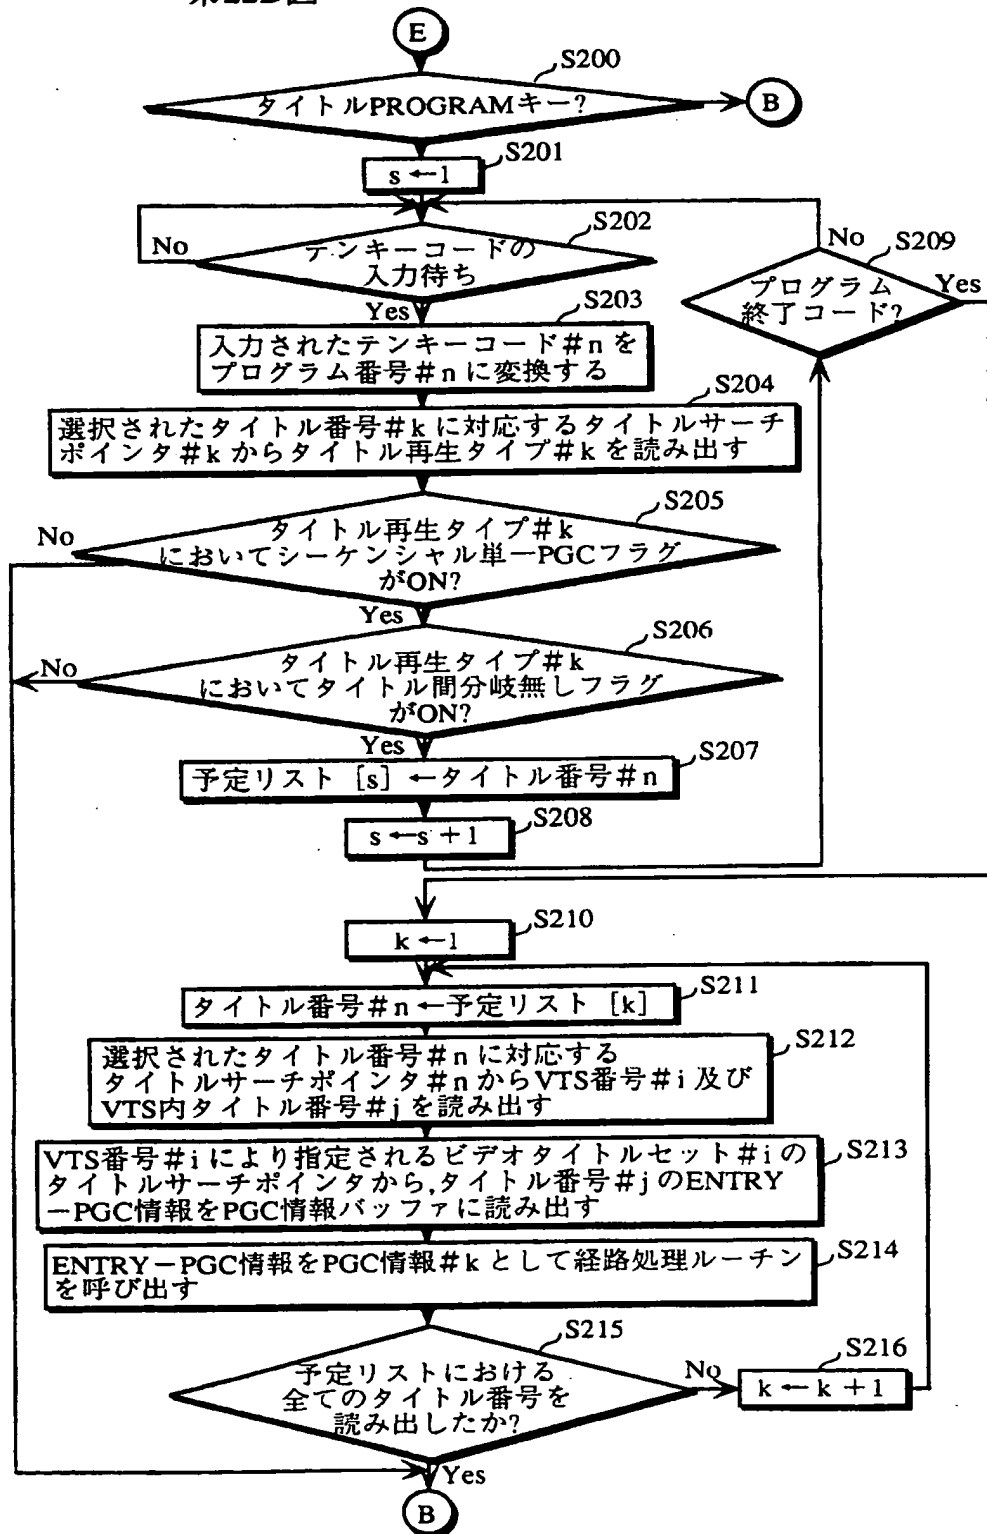 E
S200
タイトルPROGRAMキー?
B
S201
s←1
S202
No
テンキーコードの
入力待ち
Yes
No
S209
プログラム
終了コード?
Yes
S203
入力されたテンキーコード#nを
プログラム番号#nに変換する
S204
選択されたタイトル番号#kに対応するタイトルサーチ
ポインタ#kからタイトル再生タイプ#kを読み出す
S205
No
タイトル再生タイプ#k
においてシーケンシャル単一PGCフラグ
がON?
Yes
S206
No
タイトル再生タイプ#k
においてタイトル間分岐無しフラグ
がON?
Yes
S207
予定リスト [s] ←タイトル番号#n
S208
s←s+1
S210
k←1
S211
タイトル番号#n←予定リスト [k]
S212
選択されたタイトル番号#nに対応する
タイトルサーチポインタ#nからVTS番号#i及び
VTS内タイトル番号#jを読み出す
S213
VTS番号#iにより指定されるビデオタイトルセット#iの
タイトルサーチポインタから,タイトル番号#jのENTRY
－PGC情報をPGC情報バッファに読み出す
S214
ENTRY－PGC情報をPGC情報#kとして経路処理ルーチン
を呼び出す
S215
予定リストにおける
全てのタイトル番号を
読み出したか?
No
S216
k←k+1
Yes
B